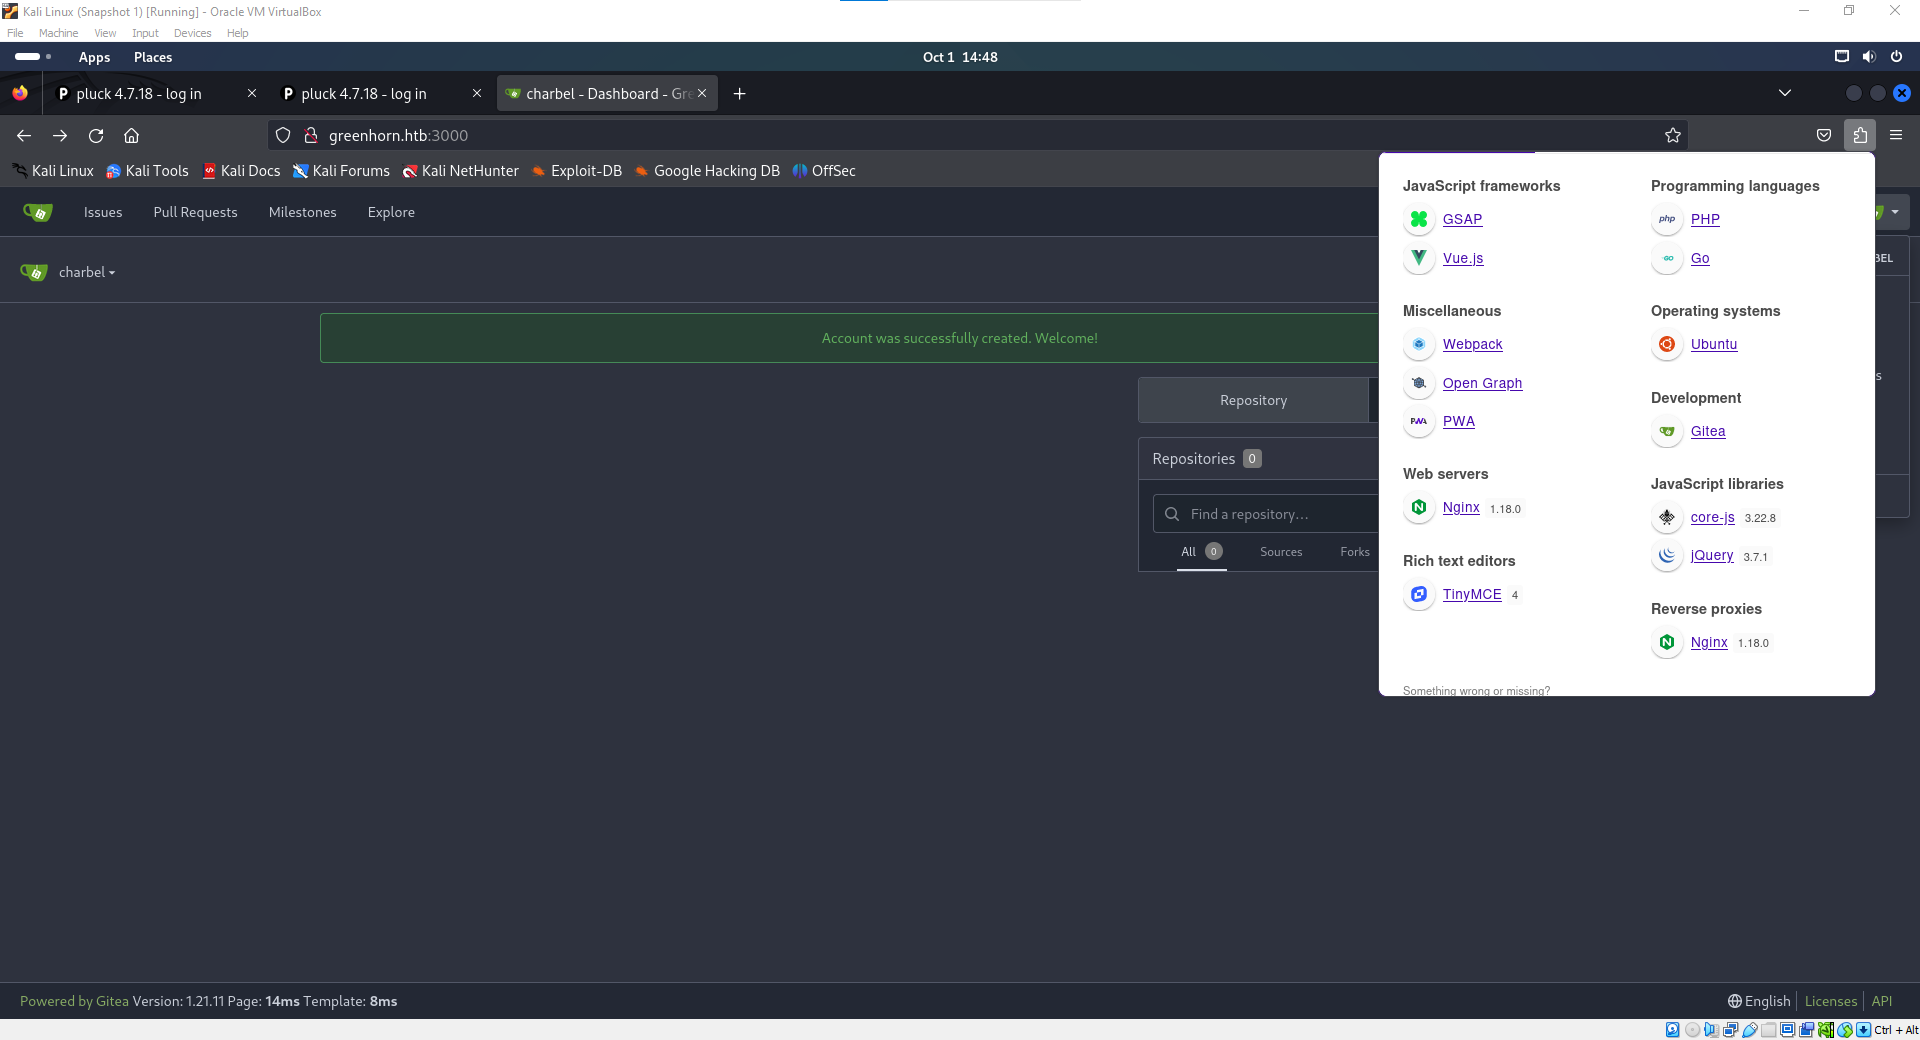 Kali Linux (Snapshot 1) [Running] - Oracle VM VirtualBox
File Machine View Input Devices Help
Apps Places Oct 1 14:48
pluck 4.7.18 - log in pluck 4.7.18 - log in charbel - Dashboard - Gre
greenhorn.htb:3000
Kali Linux Kali Tools Kali Docs Kali Forums Kali NetHunter Exploit-DB Google Hacking DB OffSec
Issues Pull Requests Milestones Explore
charbel
BEL
Account was successfully created. Welcome!
s
Repository
Repositories 0
Find a repository...
All 0 Sources Forks
JavaScript frameworks
GSAP
Vue.js
Miscellaneous
Webpack
Open Graph
PWA
Web servers
Nginx 1.18.0
Rich text editors
TinyMCE 4
Programming languages
php PHP
GO Go
Operating systems
Ubuntu
Development
Gitea
JavaScript libraries
core-js 3.22.8
jQuery 3.7.1
Reverse proxies
Nginx 1.18.0
Something wrong or missing?
Powered by Gitea Version: 1.21.11 Page: 14ms Template: 8ms
English Licenses API
Ctrl + Alt